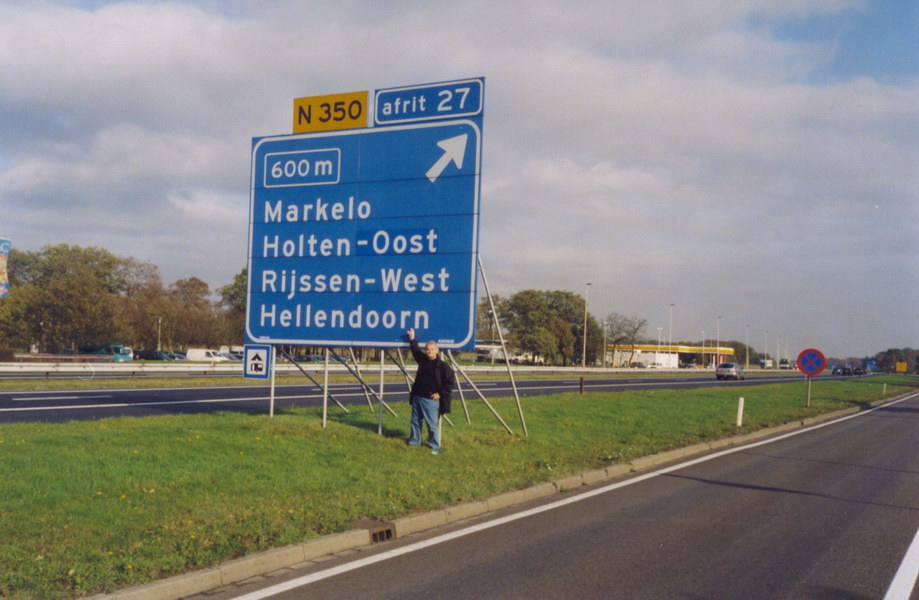 N 350
afrit 27
600 m
Markelo
Holten-Oost
Rijssen-West
Hellendoorn